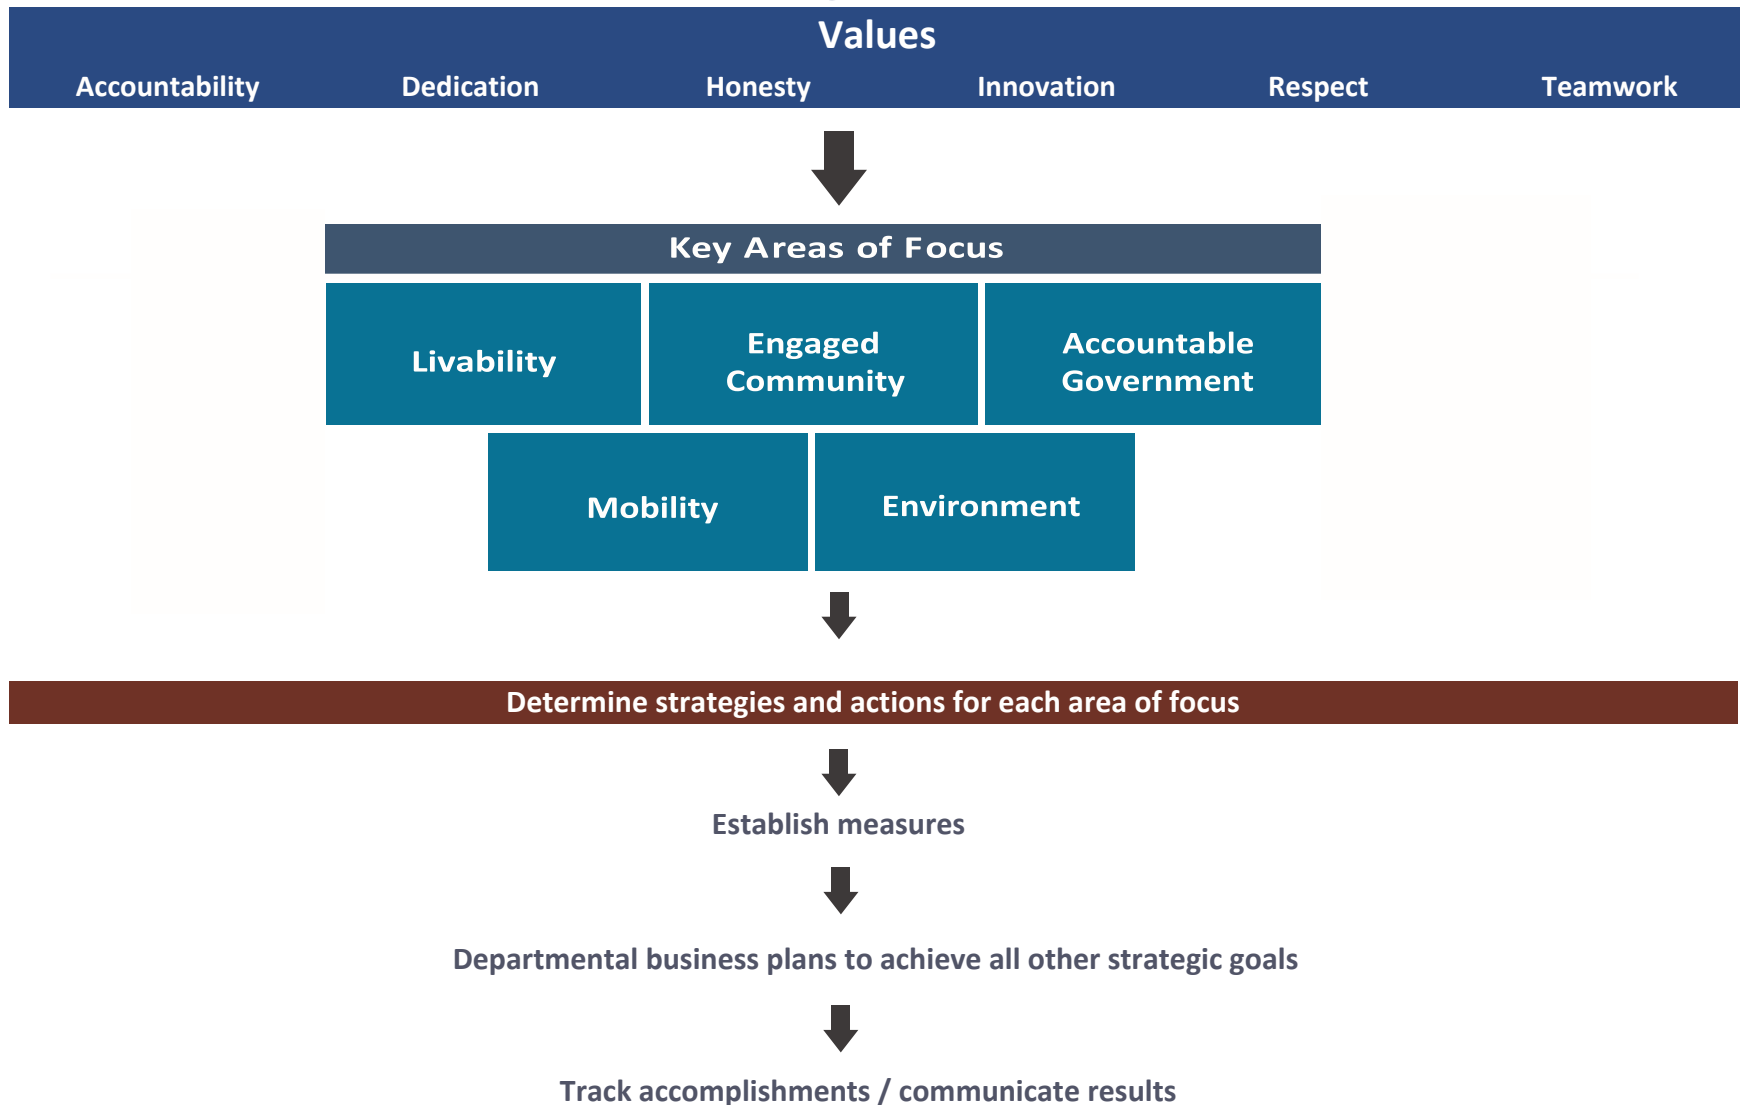 Values
Accountability Dedication Honesty Innovation Respect Teamwork
Key Areas of Focus
Livability
Engaged
Community
Accountable
Government
Mobility
Environment
Determine strategies and actions for each area of focus
Establish measures
Departmental business plans to achieve all other strategic goals
Track accomplishments / communicate results